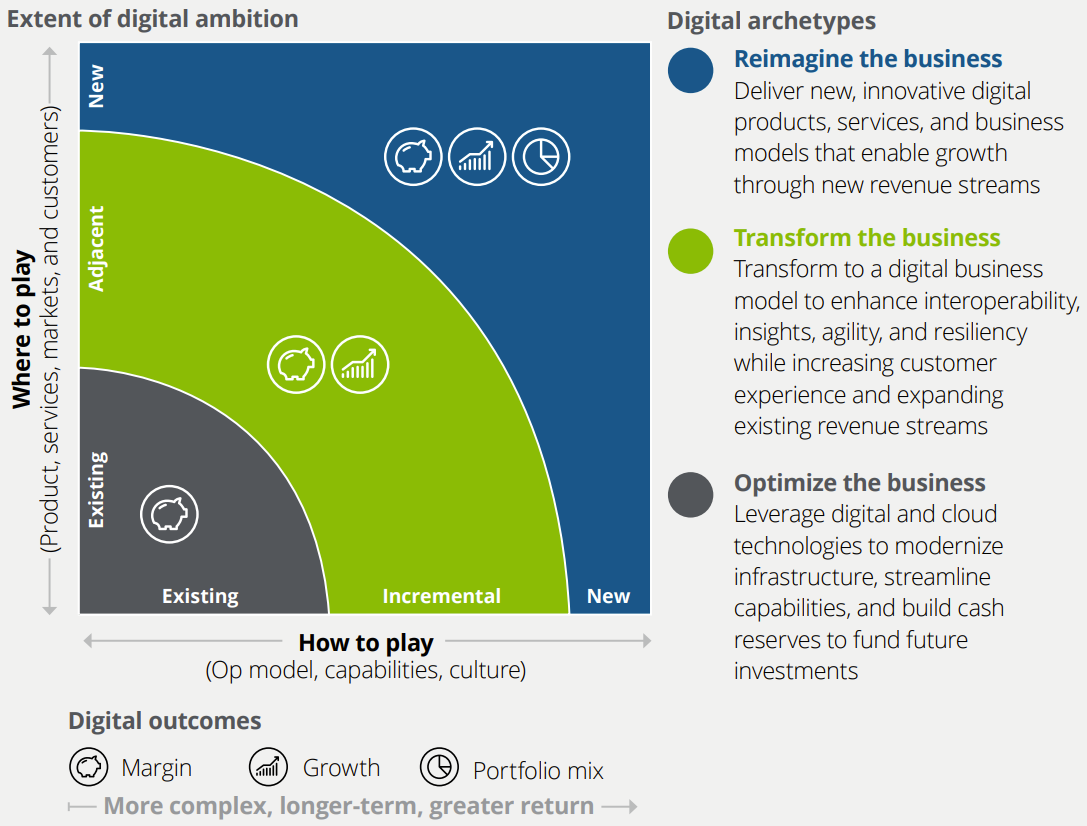 Extent of digital ambition
New
Adjacent
Existing
Where to play
(Product, services, markets, and customers)
Existing
Incremental
New
How to play
(Op model, capabilities, culture)
Digital outcomes
Margin
Growth
Portfolio mix
More complex, longer-term, greater return
Digital archetypes
Reimagine the business
Deliver new, innovative digital
products, services, and business
models that enable growth
through new revenue streams
Transform the business
Transform to a digital business
model to enhance interoperability,
insights, agility, and resiliency
while increasing customer
experience and expanding
existing revenue streams
Optimize the business
Leverage digital and cloud
technologies to modernize
infrastructure, streamline
capabilities, and build cash
reserves to fund future
investments